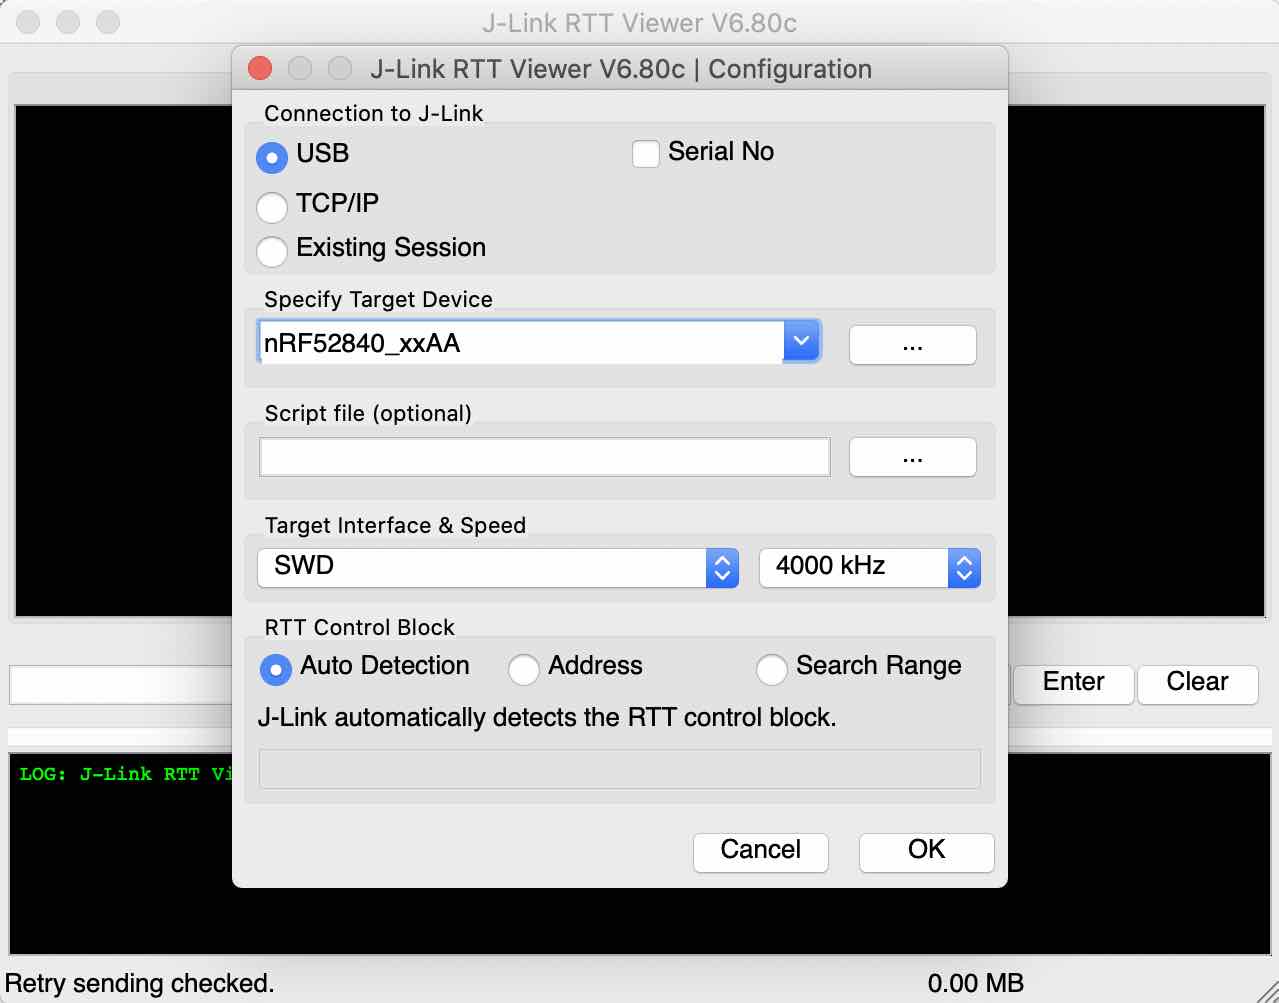 J-Link RTT Viewer V6.80c
J-Link RTT Viewer V6.80c | Configuration
Connection to J-Link
USB
Serial No
TCP/IP
Existing Session
Specify Target Device
nRF52840_xxAA
...
Script file (optional)
...
Target Interface & Speed
SWD
4000 kHz
RTT Control Block
Auto Detection
Address
Search Range
J-Link automatically detects the RTT control block.
Enter
Clear
LOG: J-Link RTT Vi
Cancel
OK
Retry sending checked.
0.00 MB